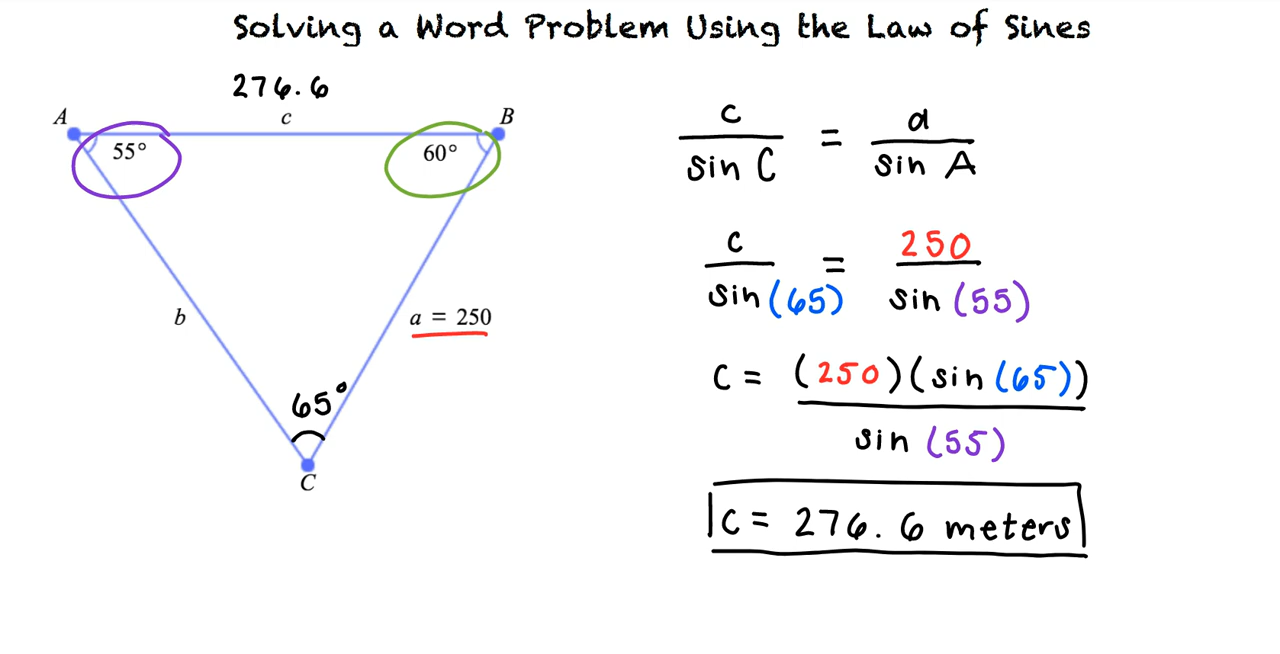 Solving a Word Problem Using the Law of Sines
276.6
A c B
55° 60°
b
a = 250
65°
C
c / sin C = a / sin A
c / sin (65) = 250 / sin (55)
c = (250)(sin (65)) / sin (55)
c = 276.6 meters